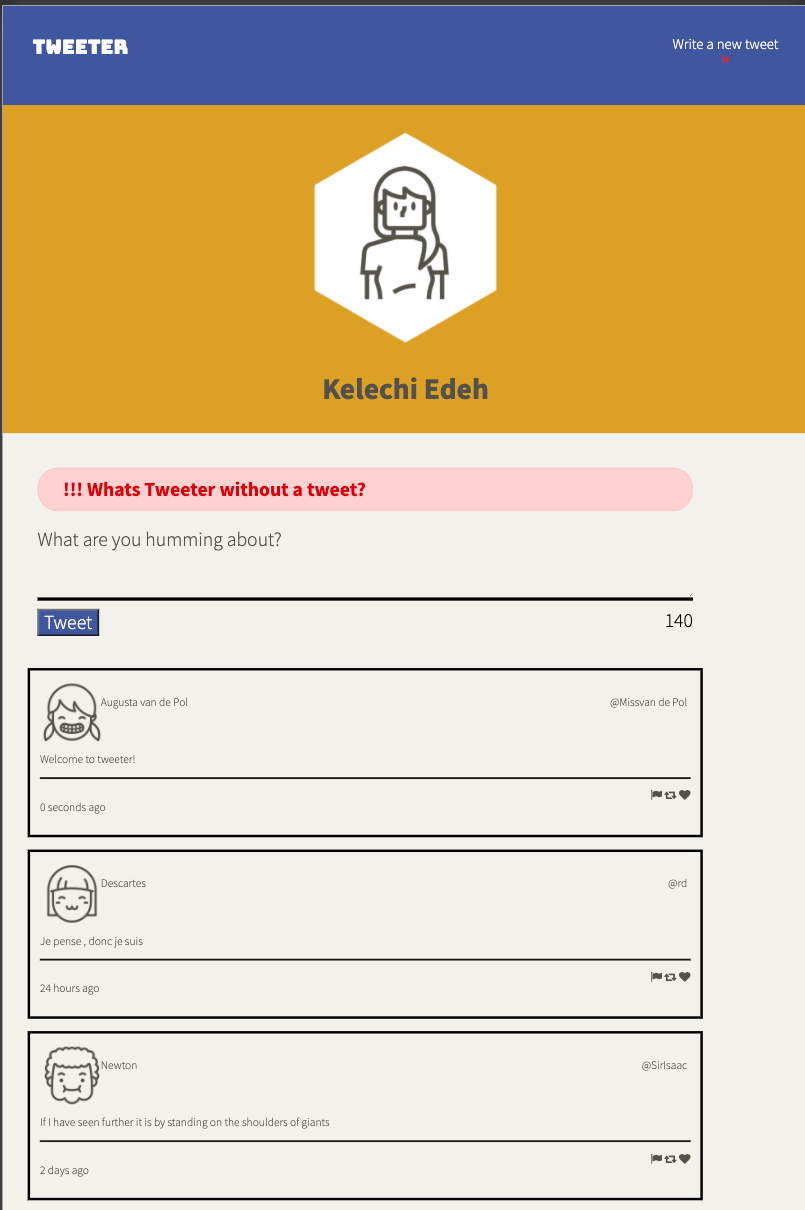 TWEETER
Write a new tweet
Kelechi Edeh
!!! Whats Tweeter without a tweet?
What are you humming about?
Tweet 140
Augusta van de Pol @Missvan de Pol
Welcome to tweeter!
0 seconds ago
Descartes @rd
Je pense , donc je suis
24 hours ago
Newton @SirIsaac
If I have seen further it is by standing on the shoulders of giants
2 days ago